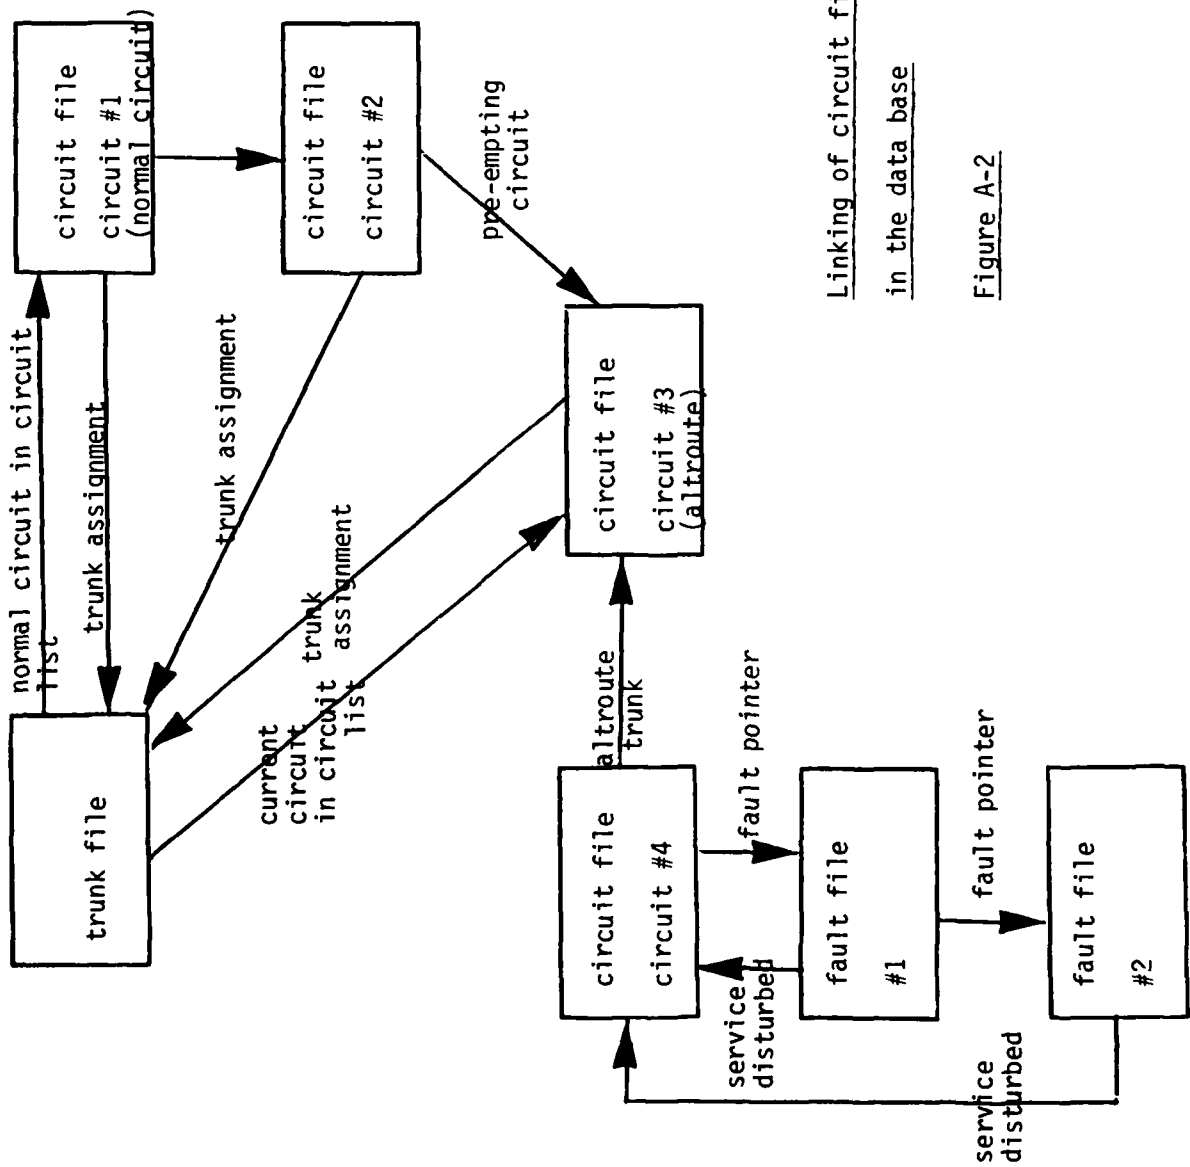 trunk file
normal circuit in circuit
list
trunk assignment
circuit file
circuit #1
(normal circuit)
trunk assignment
current
circuit
in circuit
list
trunk
assignment
circuit file
circuit #2
pre-empting
circuit
circuit file
circuit #4
altroute
trunk
circuit file
circuit #3
(altroute)
service
disturbed
fault pointer
fault file
#1
service
disturbed
fault pointer
fault file
#2
Linking of circuit fi
in the data base
Figure A-2